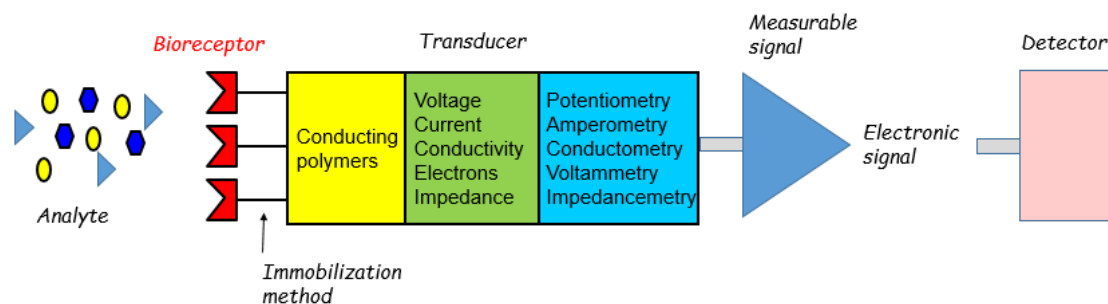 Bioreceptor
Transducer
Measurable
signal
Detector
Conducting
polymers
Voltage
Current
Conductivity
Electrons
Impedance
Potentiometry
Amperometry
Conductometry
Voltammetry
Impedancemetry
Electronic
signal
Analyte
Immobilization
method